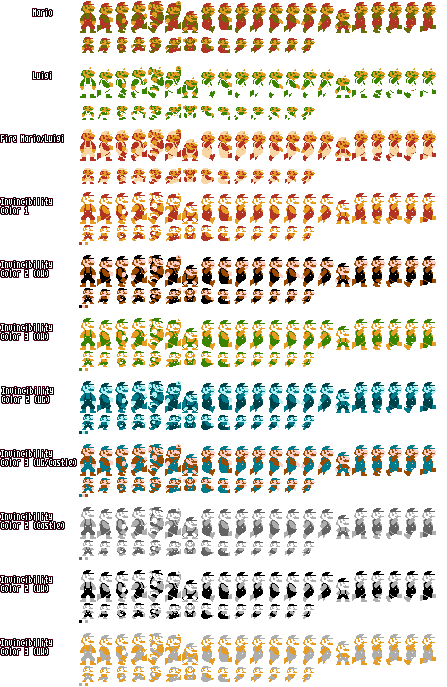 Mario
Luigi
Fire Mario/Luigi
Invincibility
Color 1
Invincibility
Color 2 (OW)
Invincibility
Color 3 (OW)
Invincibility
Color 2 (UG)
Invincibility
Color 3 (UG/Castle)
Invincibility
Color 2 (Castle)
Invincibility
Color 2 (UW)
Invincibility
Color 3 (UW)